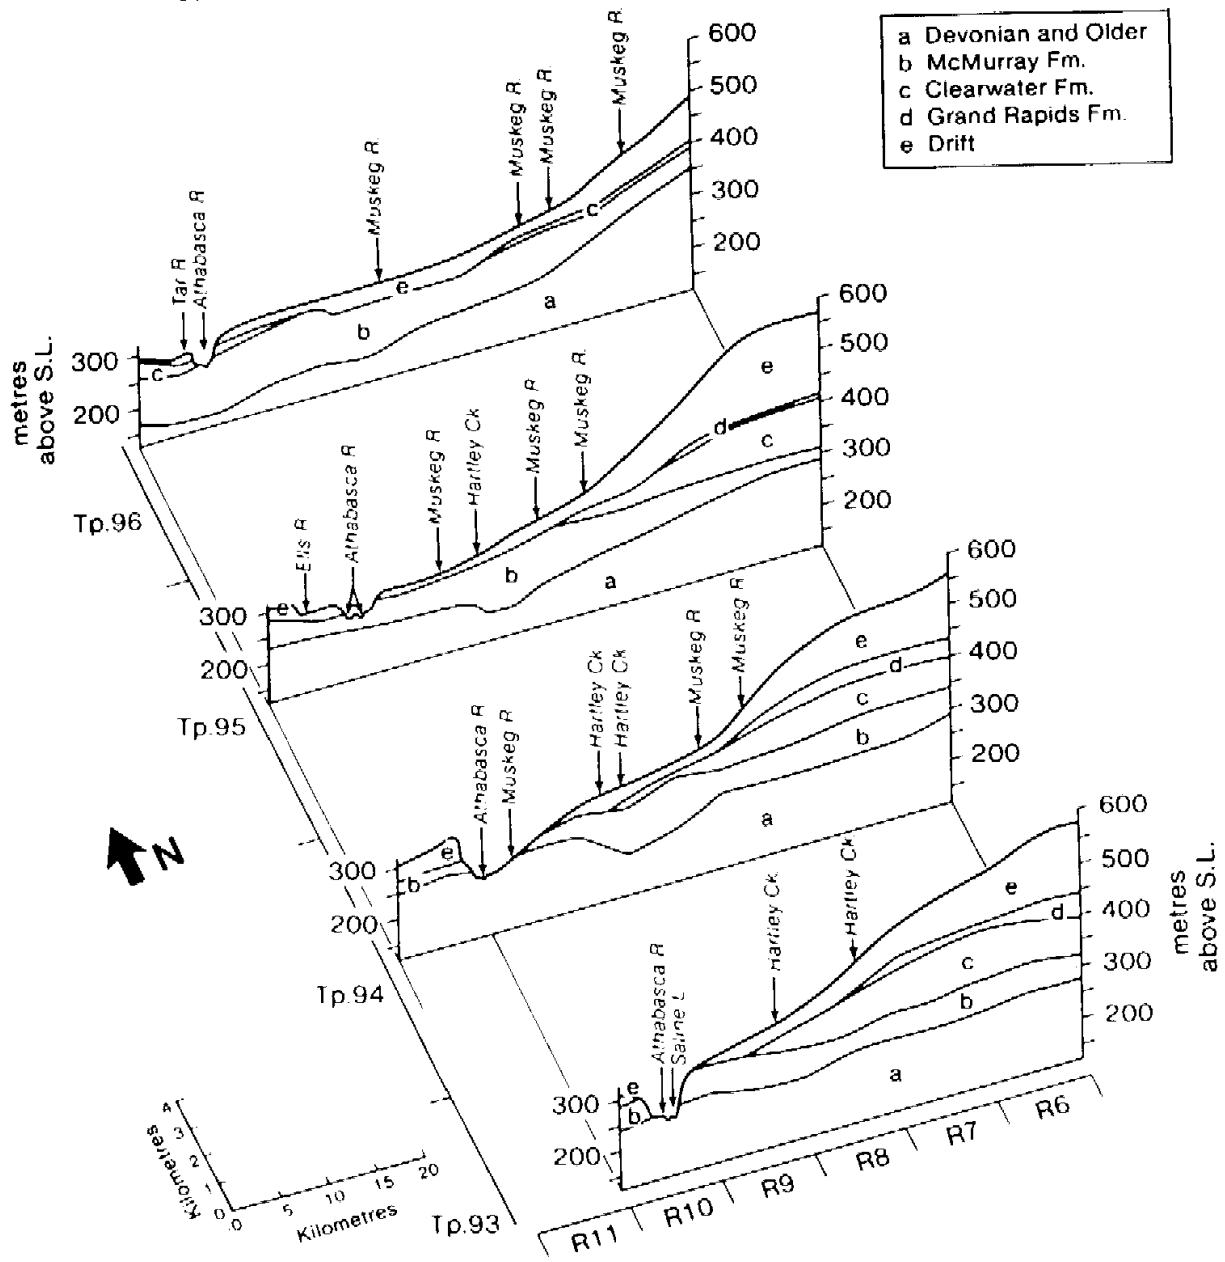 a Devonian and Older
b McMurray Fm.
c Clearwater Fm.
d Grand Rapids Fm.
e Drift
Tar R
Athabasca R
Muskeg R.
Muskeg R.
Muskeg R.
Muskeg R.
600
500
400
300
200
metres
above S.L.
300
200
c
e
b
c
a
Tp.96
Ells R
Athabasca R
Muskeg R
Hartley Ck
Muskeg R
Muskeg R.
600
500
400
300
200
300
200
e
b
a
d
c
e
Tp.95
Athabasca R
Muskeg R.
Hartley Ck
Hartley Ck
Muskeg R
Muskeg R.
600
500
400
300
200
300
200
e
b
e
d
c
b
a
Tp.94
N
Athabasca R
Saline L
Hartley Ck
Hartley Ck
600
500
400
300
200
metres
above S.L.
300
200
e
b
e
d
c
b
a
Tp.93
R11
R10
R9
R8
R7
R6
4
3
2
1
0
Kilometres
0
5
10
15
20
Kilometres